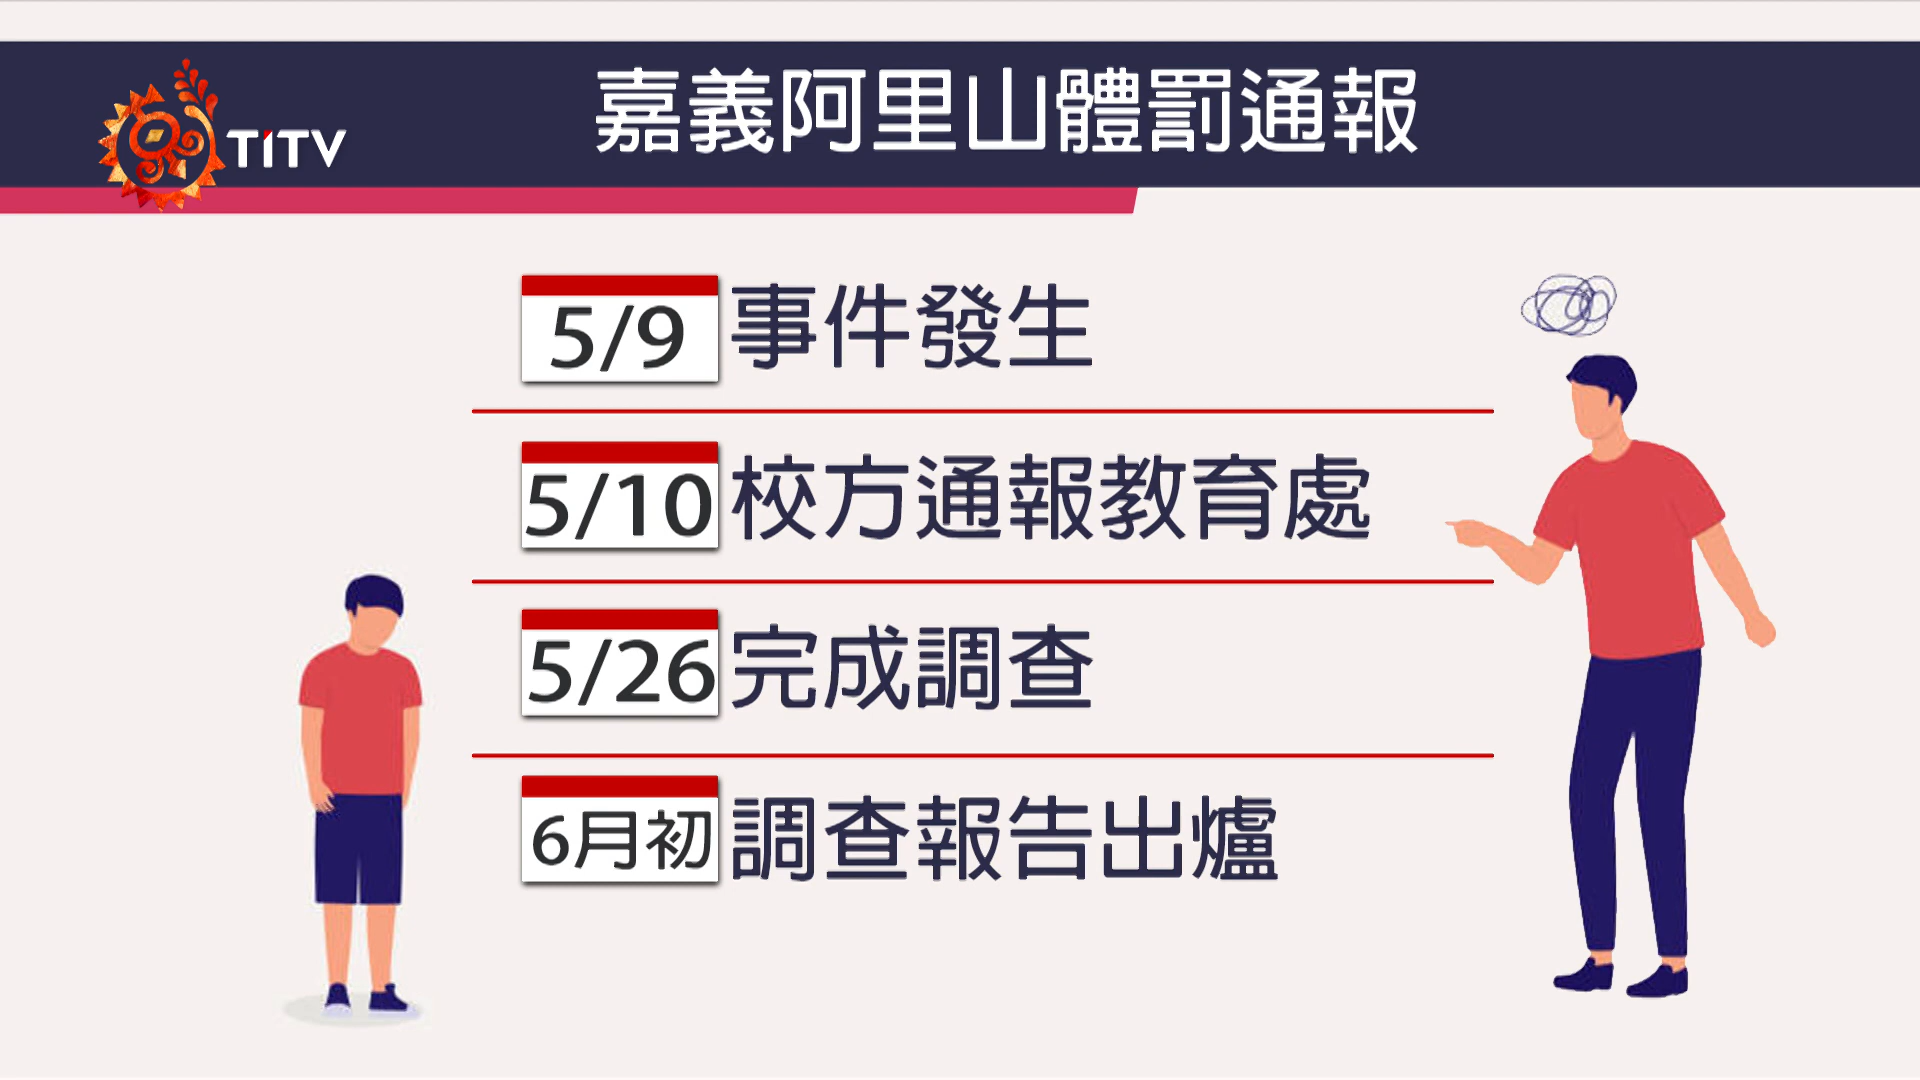 TiTV
嘉義阿里山體罰通報
5/9 事件發生
5/10 校方通報教育處
5/26 完成調查
6月初 調查報告出爐